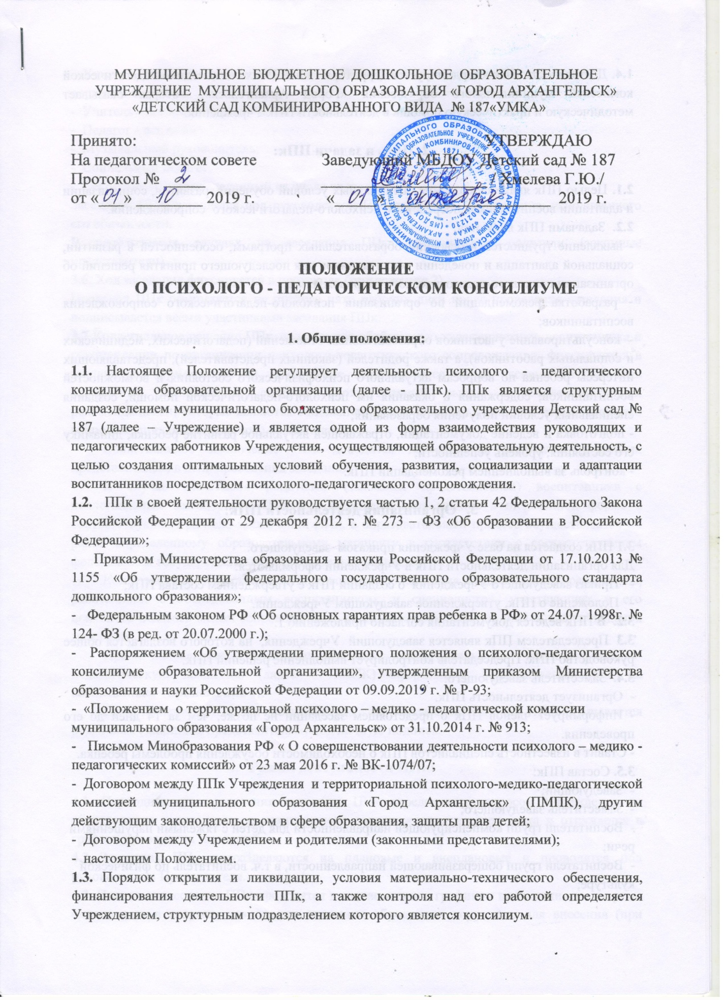 МУНИЦИПАЛЬНОЕ БЮДЖЕТНОЕ ДОШКОЛЬНОЕ ОБРАЗОВАТЕЛЬНОЕ
УЧРЕЖДЕНИЕ МУНИЦИПАЛЬНОГО ОБРАЗОВАНИЯ «ГОРОД АРХАНГЕЛЬСК»
«ДЕТСКИЙ САД КОМБИНИРОВАННОГО ВИДА № 187«УМКА»
Принято: УТВЕРЖДАЮ
На педагогическом совете Заведующий МБДОУ Детский сад № 187
Протокол № 2 / Хмелева Г.Ю./
от « 01 » 10 2019 г. « 01 » октября 2019 г.
ПОЛОЖЕНИЕ
О ПСИХОЛОГО - ПЕДАГОГИЧЕСКОМ КОНСИЛИУМЕ
1. Общие положения:
1.1. Настоящее Положение регулирует деятельность психолого - педагогического
консилиума образовательной организации (далее - ППк). ППк является структурным
подразделением муниципального бюджетного образовательного учреждения Детский сад №
187 (далее – Учреждение) и является одной из форм взаимодействия руководящих и
педагогических работников Учреждения, осуществляющей образовательную деятельность, с
целью создания оптимальных условий обучения, развития, социализации и адаптации
воспитанников посредством психолого-педагогического сопровождения.
1.2. ППк в своей деятельности руководствуется частью 1, 2 статьи 42 Федерального Закона
Российской Федерации от 29 декабря 2012 г. № 273 – ФЗ «Об образовании в Российской
Федерации»;
- Приказом Министерства образования и науки Российской Федерации от 17.10.2013 №
1155 «Об утверждении федерального государственного образовательного стандарта
дошкольного образования»;
- Федеральным законом РФ «Об основных гарантиях прав ребенка в РФ» от 24.07. 1998г. №
124- ФЗ (в ред. от 20.07.2000 г.);
- Распоряжением «Об утверждении примерного положения о психолого-педагогическом
консилиуме образовательной организации», утвержденным приказом Министерства
образования и науки Российской Федерации от 09.09.2019 г. № Р-93;
- «Положением о территориальной психолого – медико - педагогической комиссии
муниципального образования «Город Архангельск» от 31.10.2014 г. № 913;
- Письмом Минобразования РФ « О совершенствовании деятельности психолого – медико -
педагогических комиссий» от 23 мая 2016 г. № ВК-1074/07;
- Договором между ППк Учреждения и территориальной психолого-медико-педагогической
комиссией муниципального образования «Город Архангельск» (ПМПК), другим
действующим законодательством в сфере образования, защиты прав детей;
- Договором между Учреждением и родителями (законными представителями);
- настоящим Положением.
1.3. Порядок открытия и ликвидации, условия материально-технического обеспечения,
финансирования деятельности ППк, а также контроля над его работой определяется
Учреждением, структурным подразделением которого является консилиум.